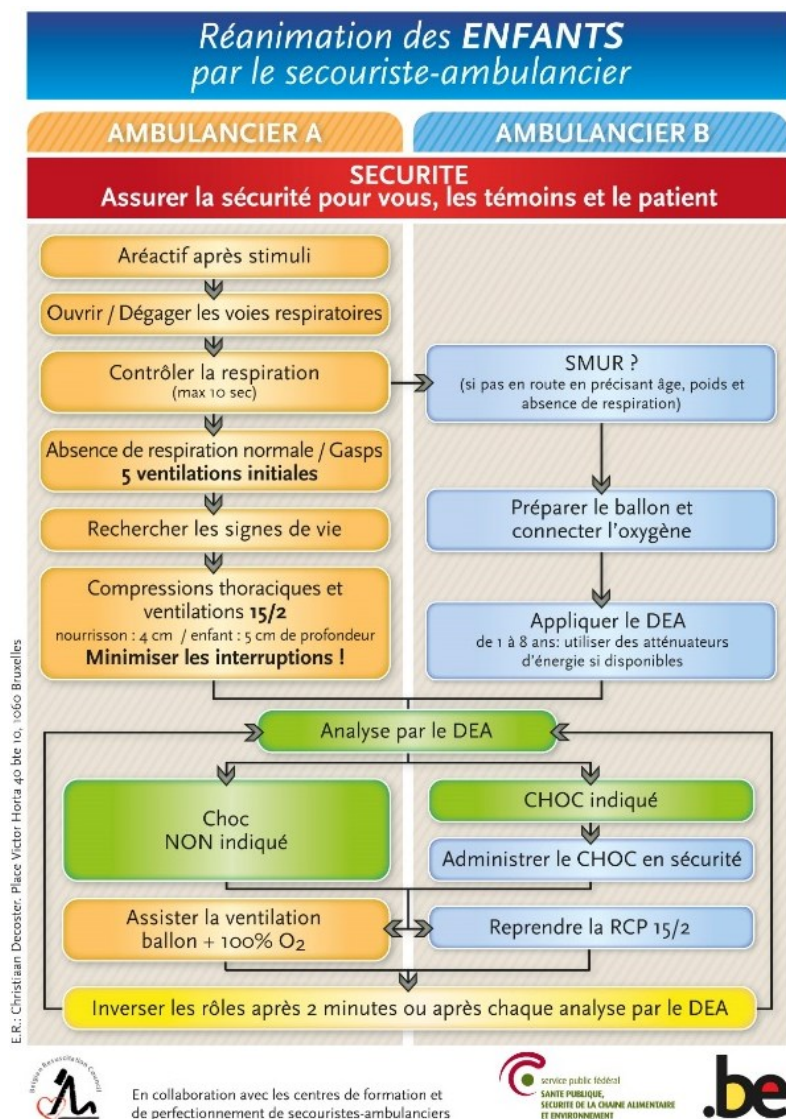 Réanimation des ENFANTS
par le secouriste-ambulancier
AMBULANCIER A
AMBULANCIER B
SECURITE
Assurer la sécurité pour vous, les témoins et le patient
Aréactif après stimuli
Ouvrir / Dégager les voies respiratoires
Contrôler la respiration
(max 10 sec)
SMUR ?
(si pas en route en précisant âge, poids et
absence de respiration)
Absence de respiration normale / Gasps
5 ventilations initiales
Préparer le ballon et
connecter l'oxygène
Rechercher les signes de vie
Compressions thoraciques et
ventilations 15/2
nourrisson : 4 cm / enfant : 5 cm de profondeur
Minimiser les interruptions !
Appliquer le DEA
de 1 à 8 ans: utiliser des atténuateurs
d'énergie si disponibles
Analyse par le DEA
Choc
NON indiqué
CHOC indiqué
Administrer le CHOC en sécurité
Assister la ventilation
ballon + 100% O2
Reprendre la RCP 15/2
Inverser les rôles après 2 minutes ou après chaque analyse par le DEA
E.R.: Christiaan Decoster. Place Victor Horta 40 bte 10, 1060 Bruxelles
Belgian Resuscitation Council
En collaboration avec les centres de formation et
de perfectionnement de secouristes-ambulanciers
service public fédéral
SANTE PUBLIQUE,
SECURITE DE LA CHAINE ALIMENTAIRE
ET ENVIRONNEMENT
.be